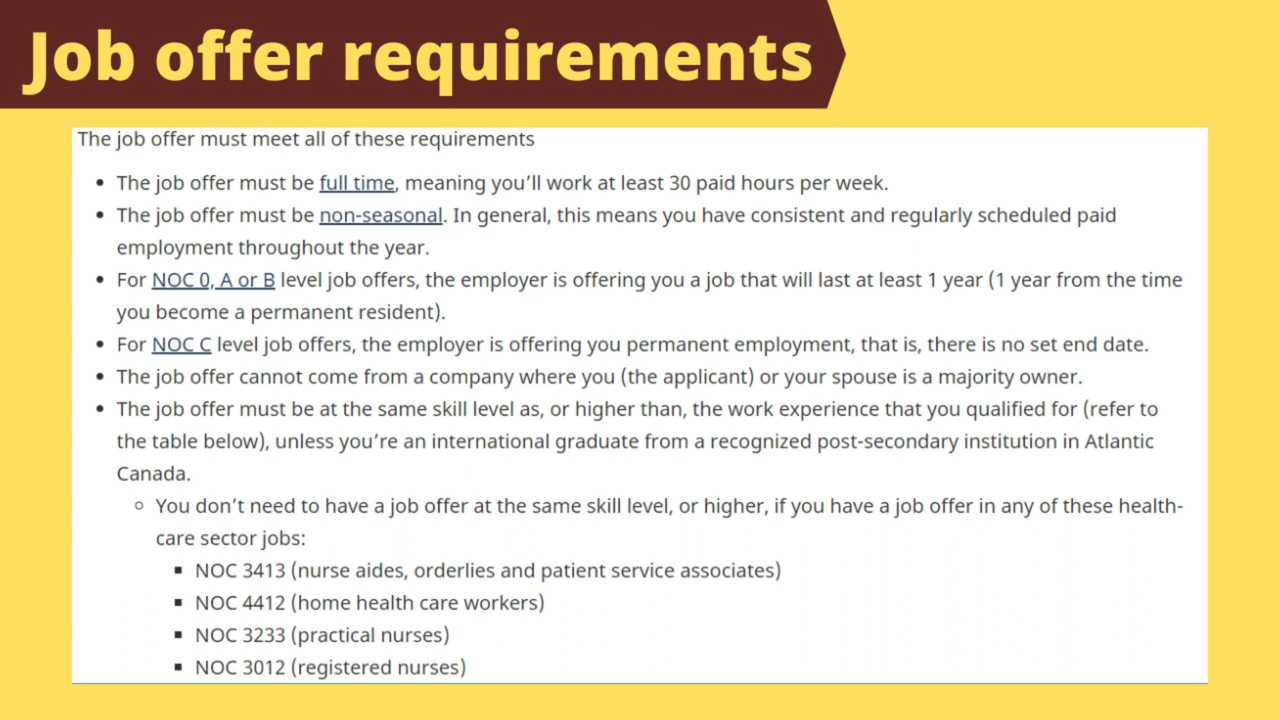 Job offer requirements
The job offer must meet all of these requirements
• The job offer must be full time, meaning you’ll work at least 30 paid hours per week.
• The job offer must be non-seasonal. In general, this means you have consistent and regularly scheduled paid
employment throughout the year.
• For NOC 0, A or B level job offers, the employer is offering you a job that will last at least 1 year (1 year from the time
you become a permanent resident).
• For NOC C level job offers, the employer is offering you permanent employment, that is, there is no set end date.
• The job offer cannot come from a company where you (the applicant) or your spouse is a majority owner.
• The job offer must be at the same skill level as, or higher than, the work experience that you qualified for (refer to
the table below), unless you’re an international graduate from a recognized post-secondary institution in Atlantic
Canada.
◦ You don’t need to have a job offer at the same skill level, or higher, if you have a job offer in any of these health-
care sector jobs:
▪ NOC 3413 (nurse aides, orderlies and patient service associates)
▪ NOC 4412 (home health care workers)
▪ NOC 3233 (practical nurses)
▪ NOC 3012 (registered nurses)